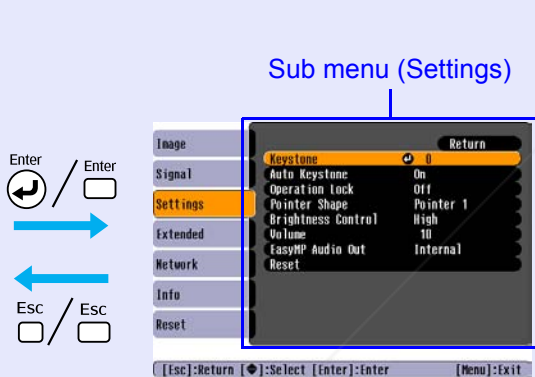 Sub menu (Settings)
Enter
Enter
Esc
Esc
Image
Signal
Settings
Extended
Network
Info
Reset
Return
Keystone 0
Auto Keystone On
Operation Lock Off
Pointer Shape Pointer 1
Brightness Control High
Volume 10
EasyMP Audio Out Internal
Reset
[Esc]:Return [◆]:Select [Enter]:Enter [Menu]:Exit